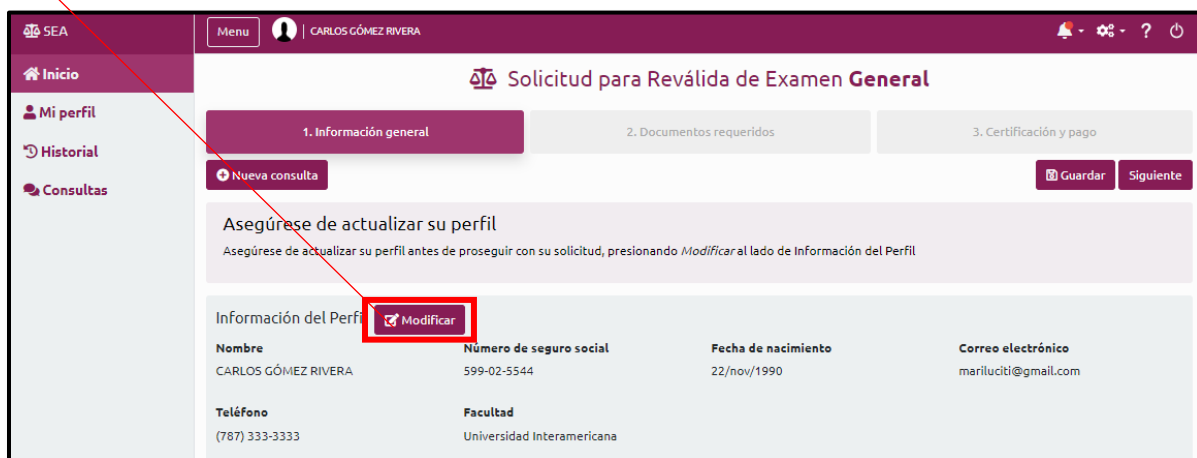 SEA
Menu | CARLOS GÓMEZ RIVERA ?
Inicio
Mi perfil
Historial
Consultas
Solicitud para Reválida de Examen General
1. Información general 2. Documentos requeridos 3. Certificación y pago
Nueva consulta Guardar Siguiente
Asegúrese de actualizar su perfil
Asegúrese de actualizar su perfil antes de proseguir con su solicitud, presionando Modificar al lado de Información del Perfil
Información del Perfil Modificar
Nombre Número de seguro social Fecha de nacimiento Correo electrónico
CARLOS GÓMEZ RIVERA 599-02-5544 22/nov/1990 mariluciti@gmail.com
Teléfono Facultad
(787) 333-3333 Universidad Interamericana